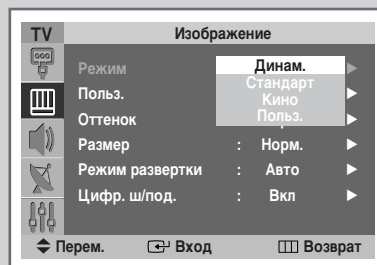 TV Изображение
Режим Динам.
Стандарт
Кино
Польз.
Польз.
Оттенок
Размер : Норм.
Режим развертки : Авто
Цифр. ш/под. : Вкл
Перем. Вход Возврат